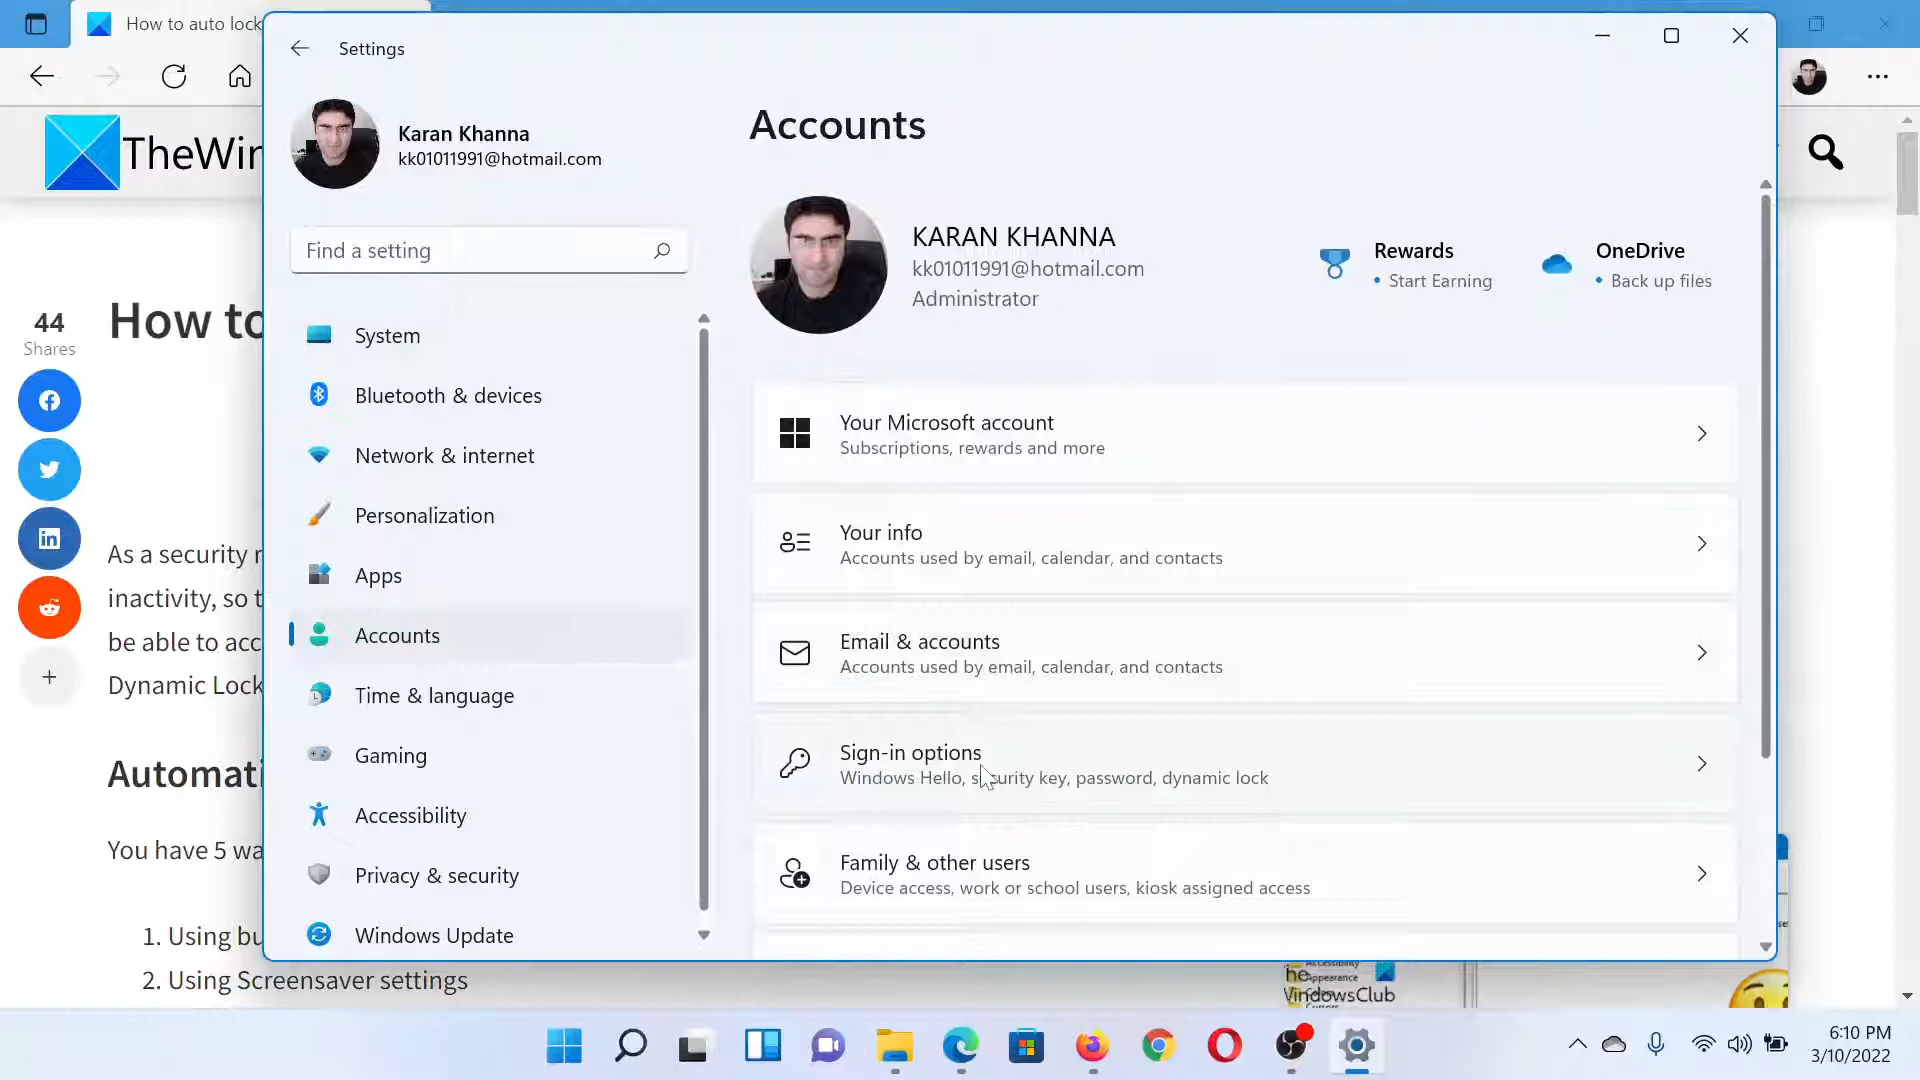 How to auto lock
Settings
TheWin
Karan Khanna
kk01011991@hotmail.com
Find a setting
System
Bluetooth & devices
Network & internet
Personalization
Apps
Accounts
Time & language
Gaming
Accessibility
Privacy & security
Windows Update
Accounts
KARAN KHANNA
kk01011991@hotmail.com
Administrator
Rewards
• Start Earning
OneDrive
• Back up files
Your Microsoft account
Subscriptions, rewards and more
Your info
Accounts used by email, calendar, and contacts
Email & accounts
Accounts used by email, calendar, and contacts
Sign-in options
Windows Hello, security key, password, dynamic lock
Family & other users
Device access, work or school users, kiosk assigned access
44
Shares
How to
As a security
inactivity, so
be able to acc
Dynamic Lock
Automati
You have 5 wa
1. Using bu
2. Using Screensaver settings
Accessibility
Appearance
he
WindowsClub
6:10 PM
3/10/2022